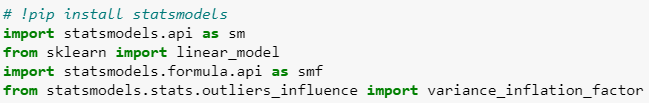 # !pip install statsmodels
import statsmodels.api as sm
from sklearn import linear_model
import statsmodels.formula.api as smf
from statsmodels.stats.outliers_influence import variance_inflation_factor